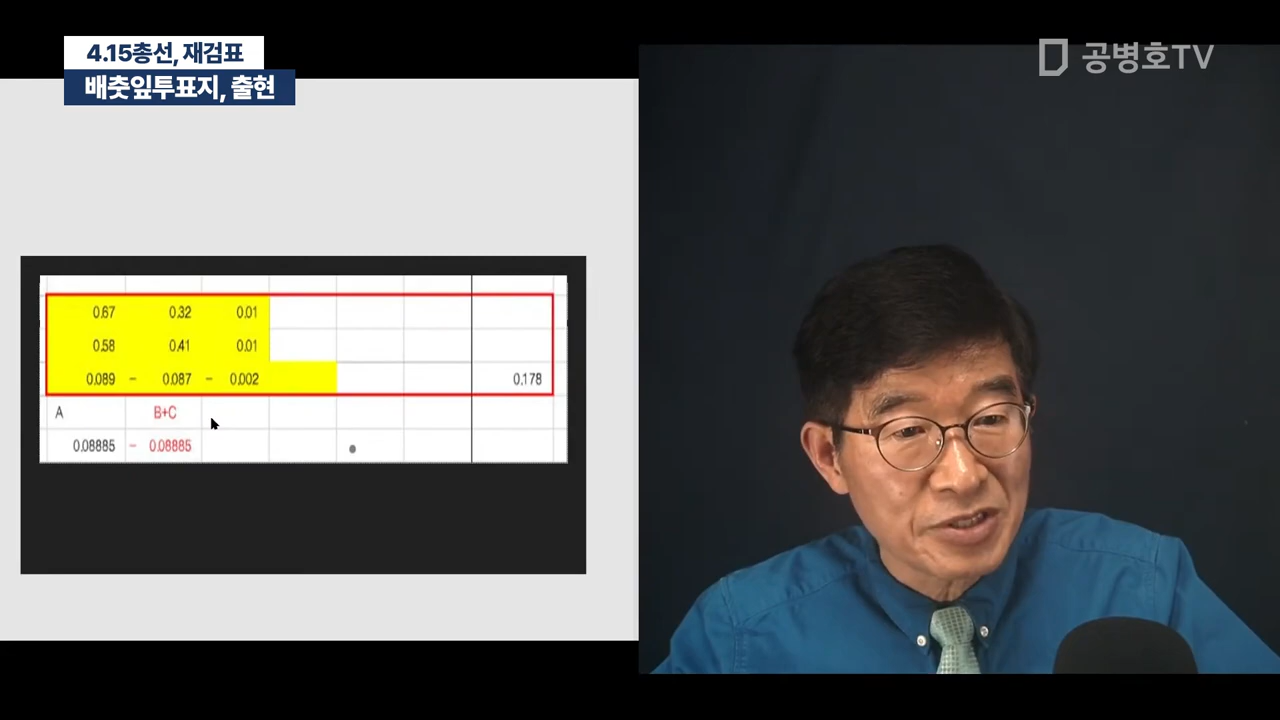 4.15총선, 재검표
배춧잎투표지, 출현
공병호TV
0.67 0.32 0.01
0.58 0.41 0.01
0.089 - 0.087 - 0.002 0.178
A B+C
0.08885 - 0.08885